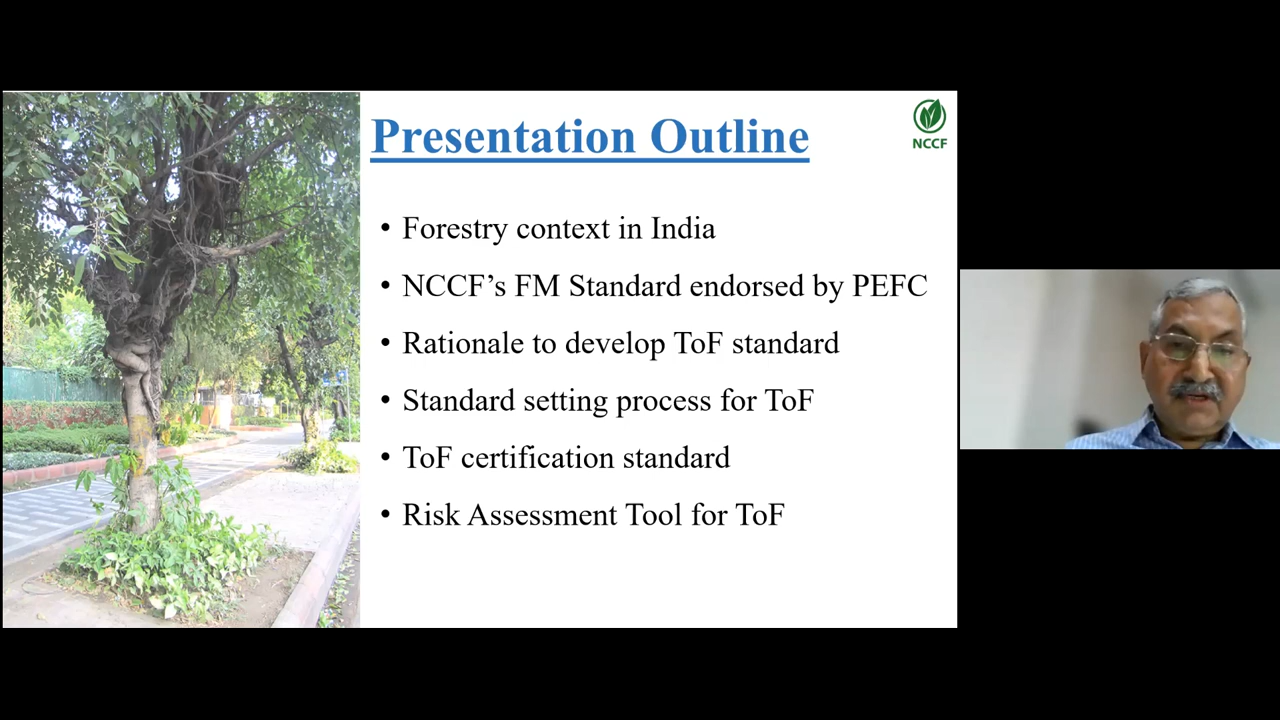 Presentation Outline
NCCF
• Forestry context in India
• NCCF’s FM Standard endorsed by PEFC
• Rationale to develop ToF standard
• Standard setting process for ToF
• ToF certification standard
• Risk Assessment Tool for ToF